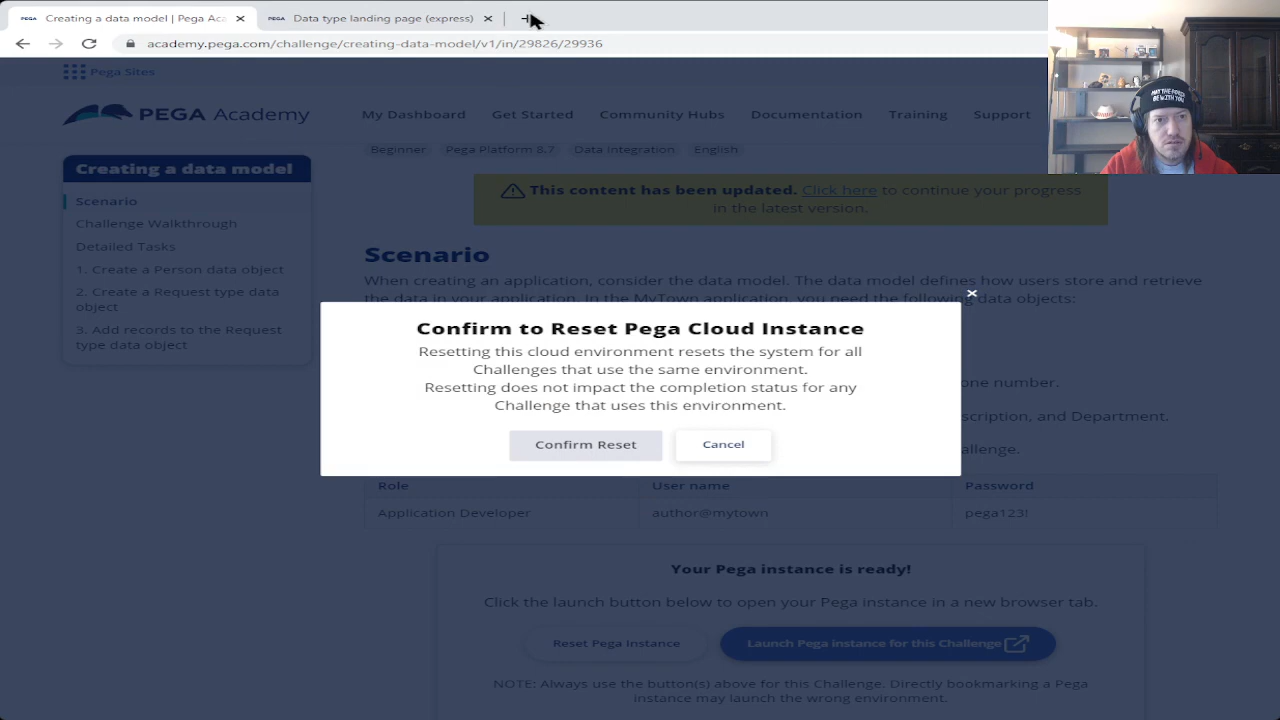 Creating a data model | Pega Aca
Data type landing page (express)
academy.pega.com/challenge/creating-data-model/v1/in/29826/29936
Pega Sites
PEGA Academy
My Dashboard
Get Started
Community Hubs
Documentation
Training
Support
MAY THE FORCE
BE WITH YOU
Beginner
Pega Platform 8.7
Data Integration
English
Creating a data model
Scenario
Challenge Walkthrough
Detailed Tasks
1. Create a Person data object
2. Create a Request type data
object
3. Add records to the Request
type data object
This content has been updated. Click here to continue your progress
in the latest version.
Scenario
When creating an application, consider the data model. The data model defines how users store and retrieve
the data in your application. In the MyTown application, you need the following data objects:
one number.
scription, and Department.
allenge.
Confirm to Reset Pega Cloud Instance
Resetting this cloud environment resets the system for all
Challenges that use the same environment.
Resetting does not impact the completion status for any
Challenge that uses this environment.
Confirm Reset
Cancel
Role
User name
Password
Application Developer
author@mytown
pega123!
Your Pega instance is ready!
Click the launch button below to open your Pega instance in a new browser tab.
Reset Pega Instance
Launch Pega instance for this Challenge
NOTE: Always use the button(s) above for this Challenge. Directly bookmarking a Pega
instance may launch the wrong environment.